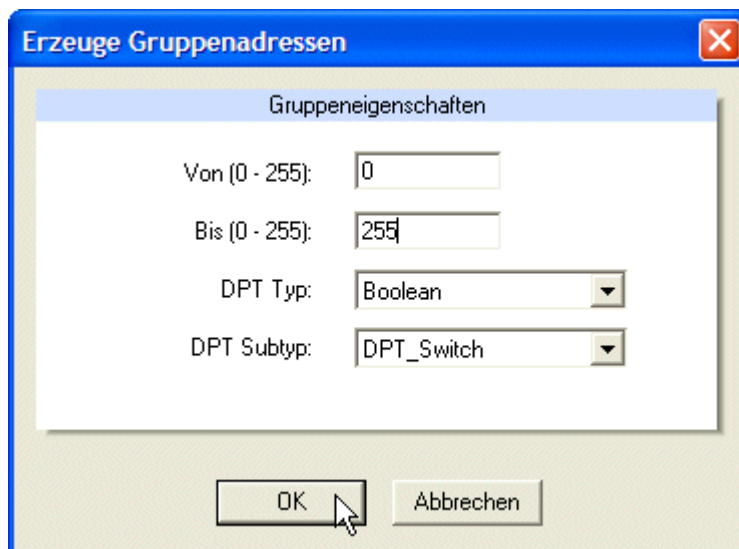 Erzeuge Gruppenadressen
Gruppeneigenschaften
Von (0 - 255): 0
Bis (0 - 255): 255
DPT Typ: Boolean
DPT Subtyp: DPT_Switch
OK Abbrechen